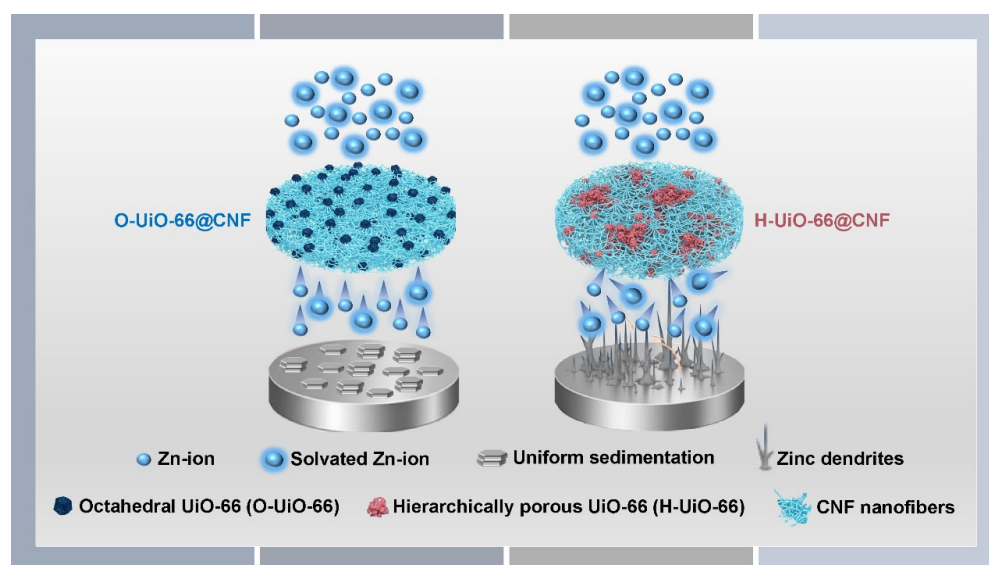 O-UiO-66@CNF
H-UiO-66@CNF
Zn-ion
Solvated Zn-ion
Uniform sedimentation
Zinc dendrites
Octahedral UiO-66 (O-UiO-66)
Hierarchically porous UiO-66 (H-UiO-66)
CNF nanofibers